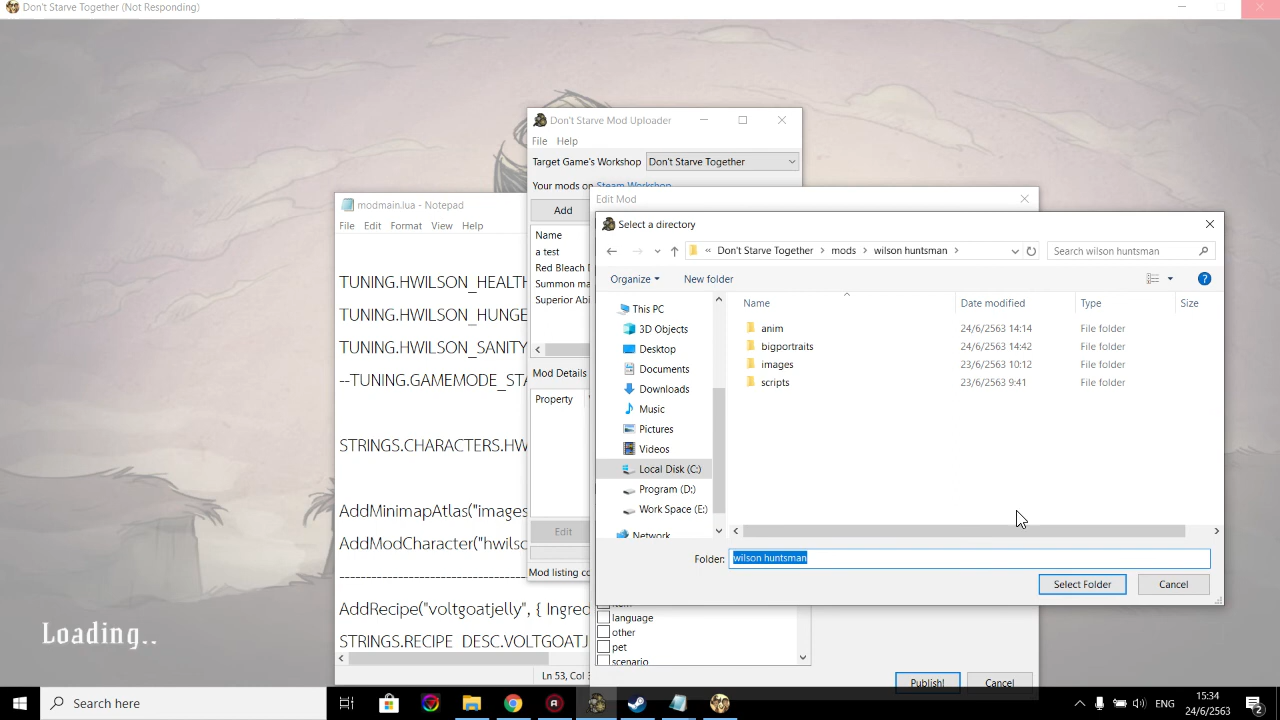 Don't Starve Together (Not Responding)
Don't Starve Mod Uploader
File Help
Target Game's Workshop Don't Starve Together
Your mods on Steam Workshop
Add
Name
a test
Red Bleach
Summon
Superior
Mod Details
Property
Edit
Mod listing
modmain.lua - Notepad
File Edit Format View Help
TUNING.HWILSON_HEALTH
TUNING.HWILSON_HUNGE
TUNING.HWILSON_SANITY
--TUNING.GAMEMODE_STA
STRINGS.CHARACTERS.HW
AddMinimapAtlas("images
AddModCharacter("hwils
AddRecipe("voltgoatjelly", { Ingred
STRINGS.RECIPE_DESC.VOLTGOATJ
Ln 53, Col
Edit Mod
Select a directory
« Don't Starve Together > mods > wilson huntsman >
Search wilson huntsman
Organize New folder
This PC
3D Objects
Desktop
Documents
Downloads
Music
Pictures
Videos
Local Disk (C:)
Program (D:)
Work Space (E:)
Network
Name Date modified Type Size
anim 24/6/2563 14:14 File folder
bigportraits 24/6/2563 14:42 File folder
images 23/6/2563 10:12 File folder
scripts 23/6/2563 9:41 File folder
Folder: wilson huntsman
Select Folder Cancel
item
language
other
pet
scenario
Publish! Cancel
Loading..
Search here
ENG
15:34
24/6/2563
2